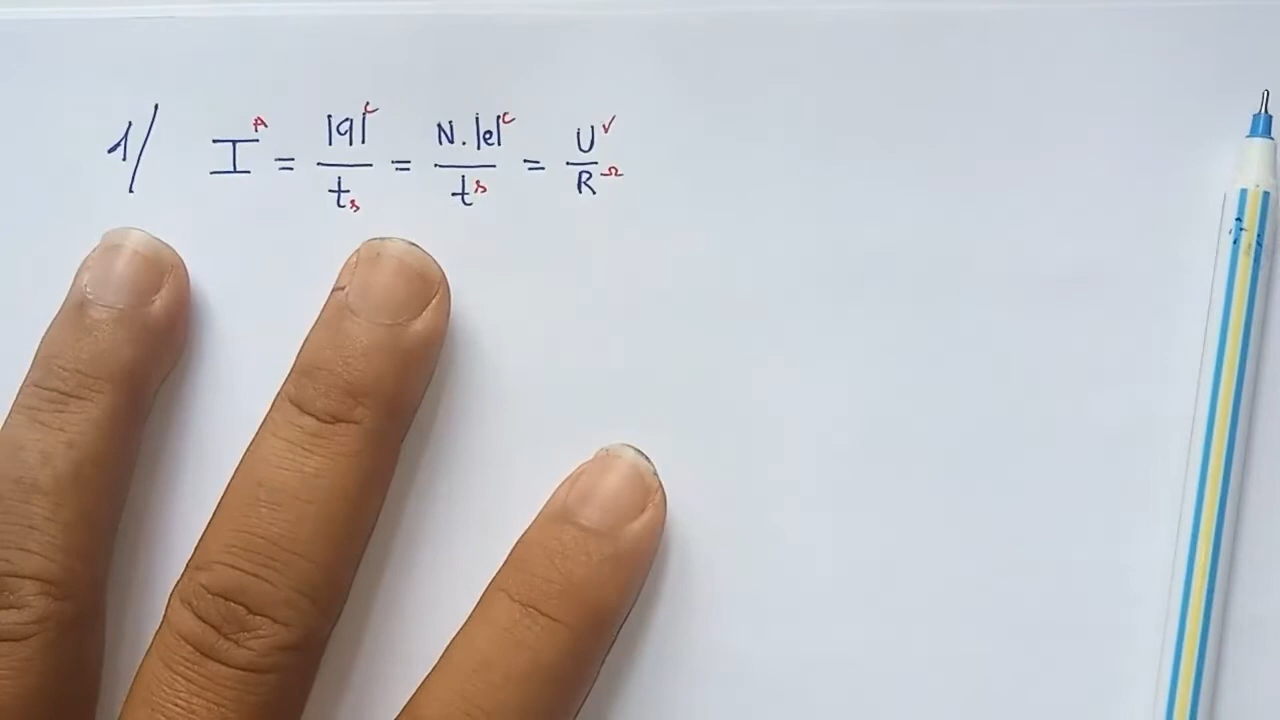 1/ I^A = |q|^C / t_s = N.|e|^C / t^s = U^V / R^Ω